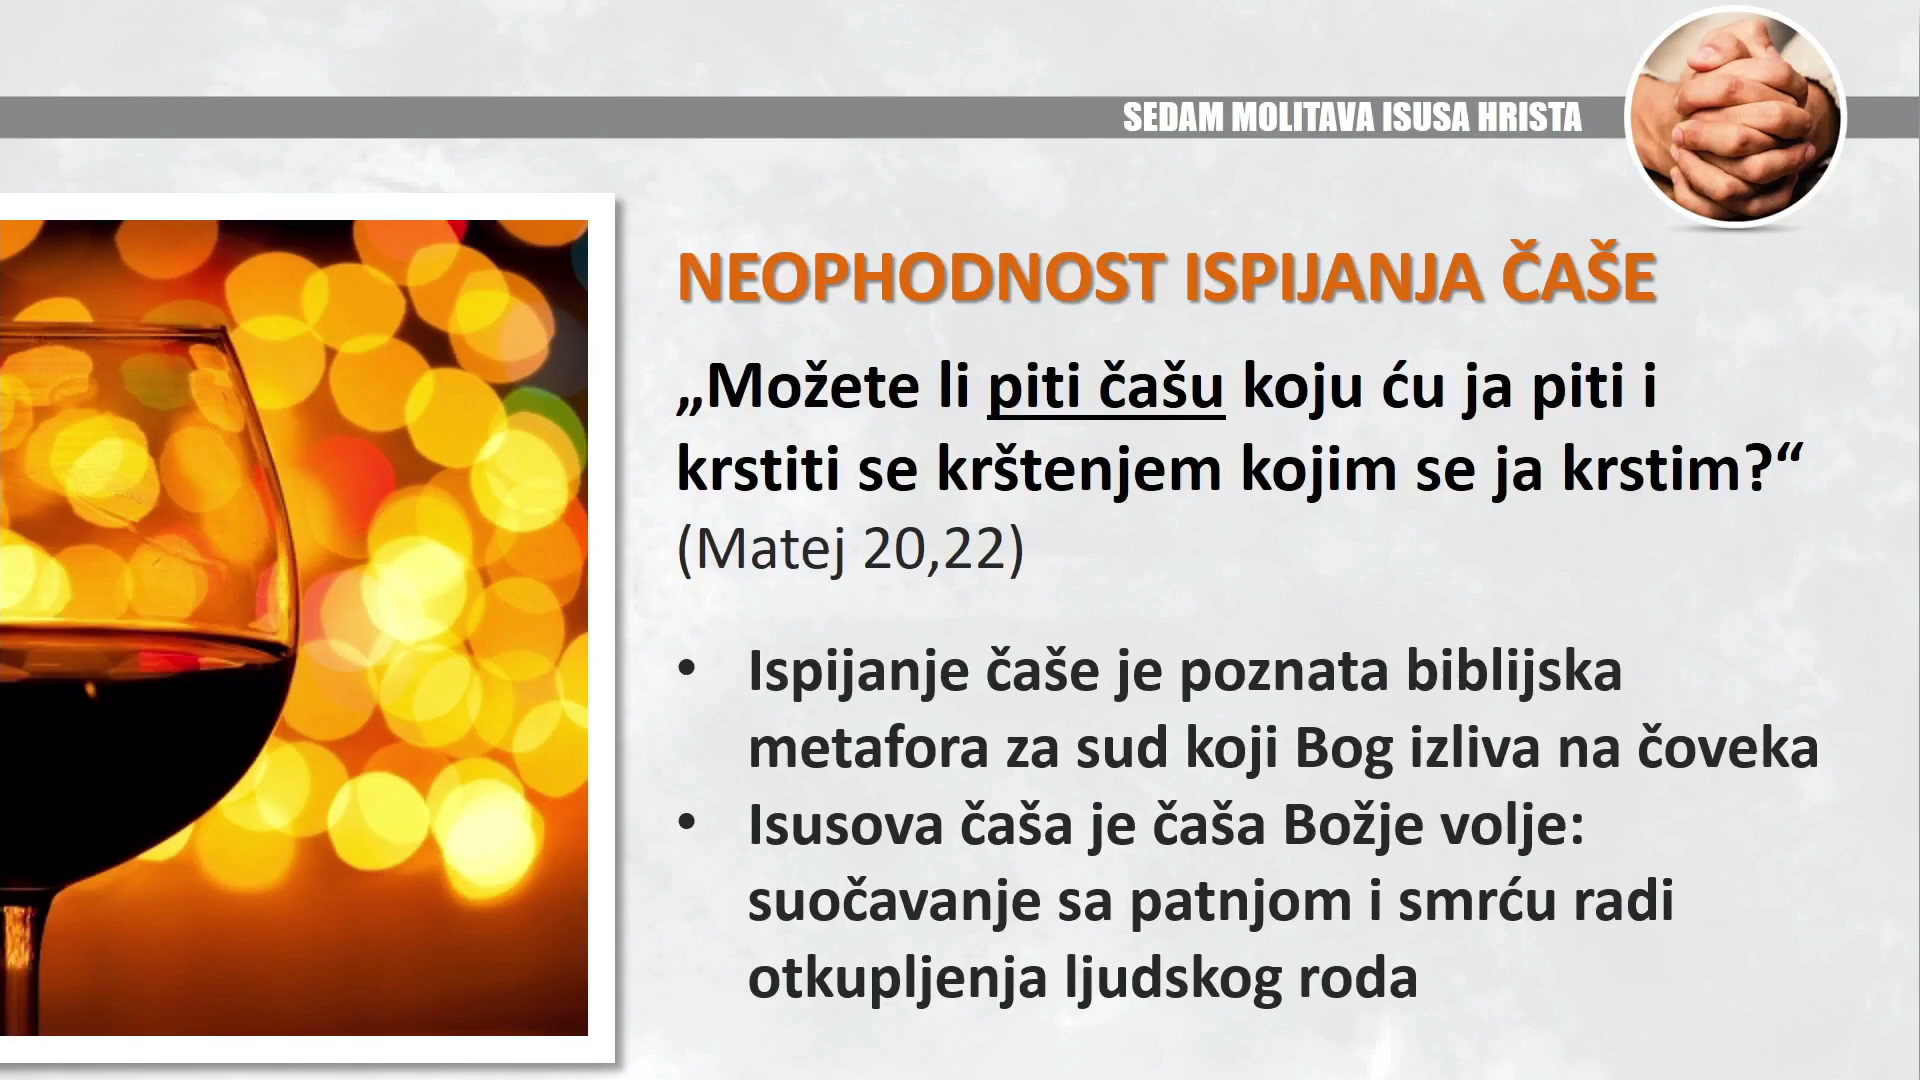 SEDAM MOLITAVA ISUSA HRISTA
NEOPHODNOST ISPIJANJA ČAŠE
„Možete li piti čašu koju ću ja piti i
krstiti se krštenjem kojim se ja krstim?“
(Matej 20,22)
• Ispijanje čaše je poznata biblijska
metafora za sud koji Bog izliva na čoveka
• Isusova čaša je čaša Božje volje:
suočavanje sa patnjom i smrću radi
otkupljenja ljudskog roda